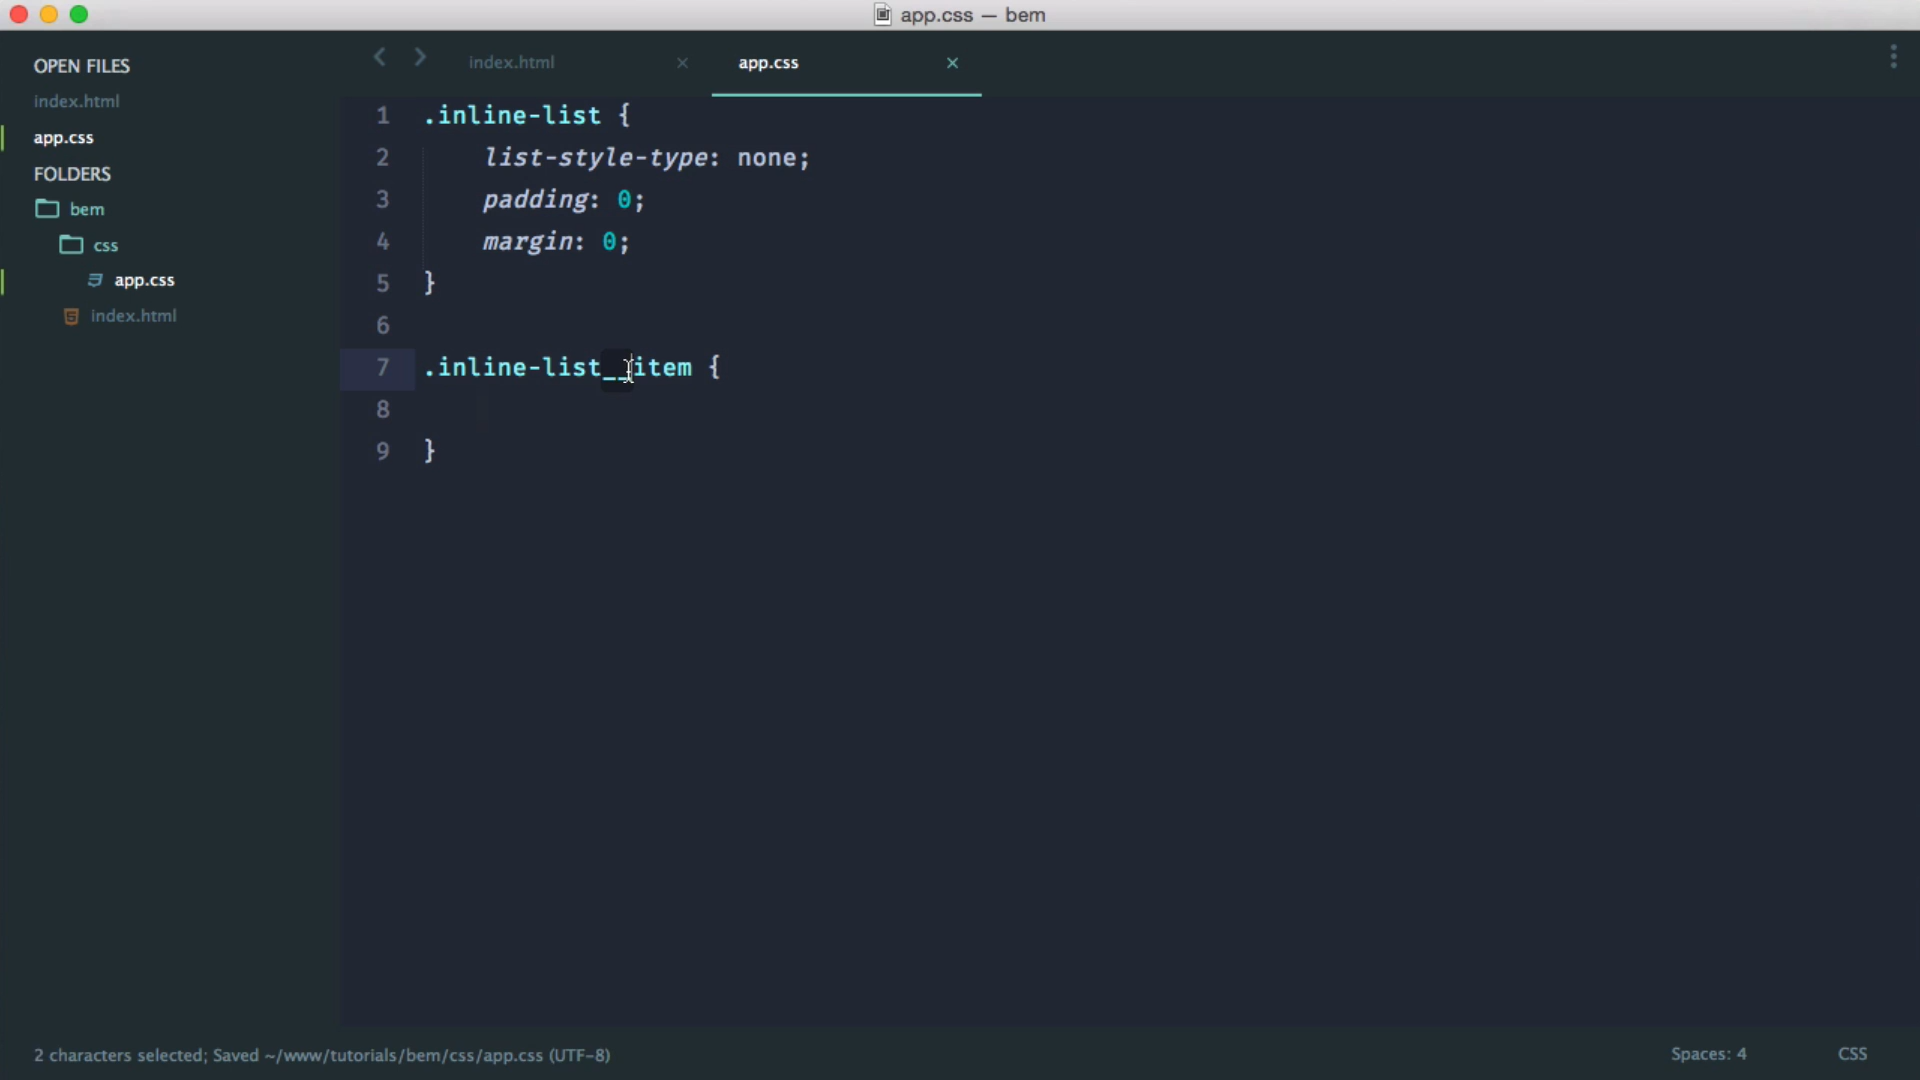 app.css — bem
OPEN FILES
index.html
app.css
FOLDERS
bem
css
app.css
index.html
index.html
app.css
1 .inline-list {
2 list-style-type: none;
3 padding: 0;
4 margin: 0;
5 }
6
7 .inline-list__item {
8
9 }
2 characters selected; Saved ~/www/tutorials/bem/css/app.css (UTF-8)
Spaces: 4
CSS